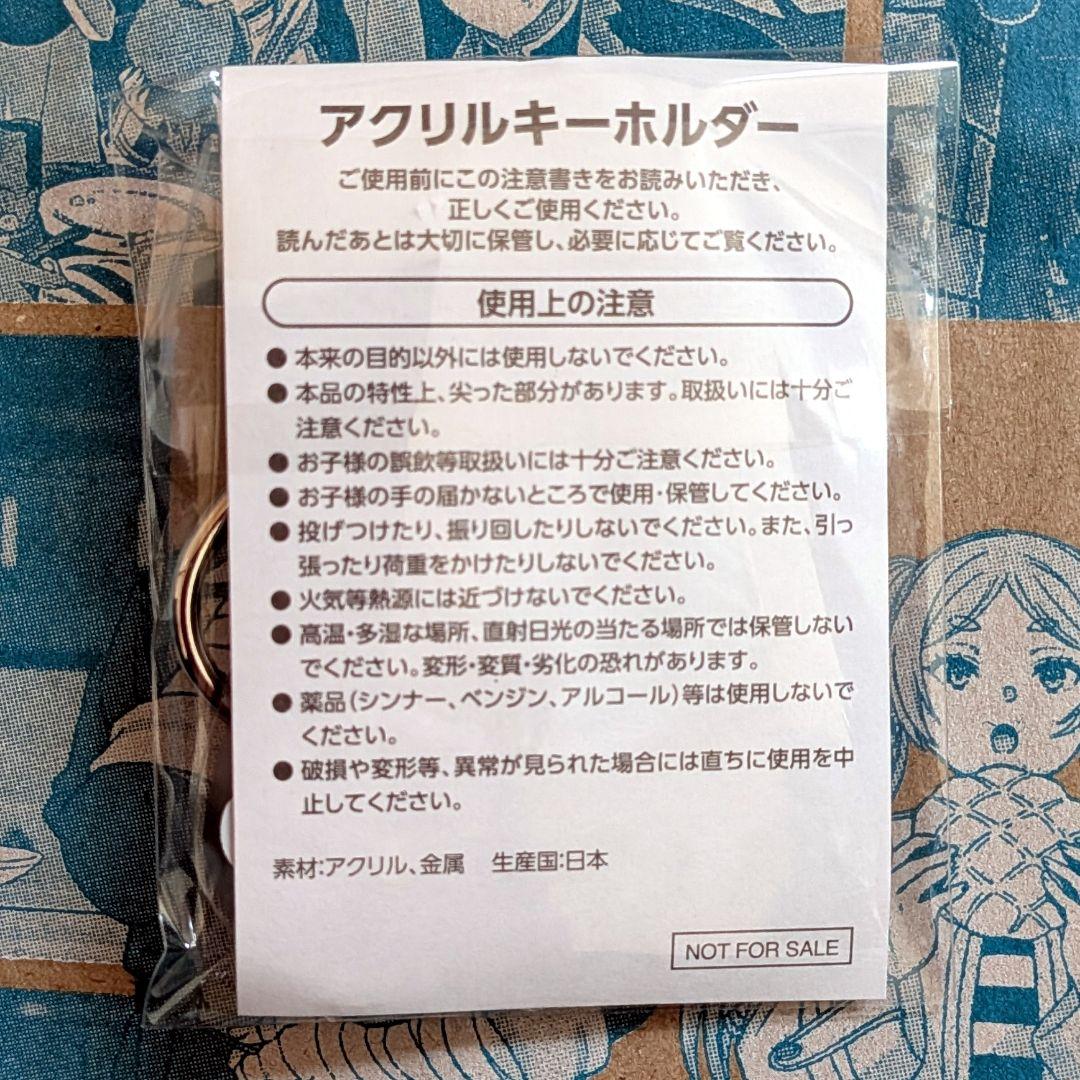 アクリルキーホルダー
ご使用前にこの注意書きをお読みいただき、
正しくご使用ください。
読んだあとは大切に保管し、必要に応じてご覧ください。
使用上の注意
● 本来の目的以外には使用しないでください。
● 本品の特性上、尖った部分があります。取扱いには十分ご
注意ください。
● お子様の誤飲等取扱いには十分ご注意ください。
● お子様の手の届かないところで使用・保管してください。
● 投げつけたり、振り回したりしないでください。また、引っ
張ったり荷重をかけたりしないでください。
● 火気等熱源には近づけないでください。
● 高温・多湿な場所、直射日光の当たる場所では保管しない
でください。変形・変質・劣化の恐れがあります。
● 薬品(シンナー、ベンジン、アルコール)等は使用しないで
ください。
● 破損や変形等、異常が見られた場合には直ちに使用を中
止してください。
素材:アクリル、金属 生産国:日本
NOT FOR SALE